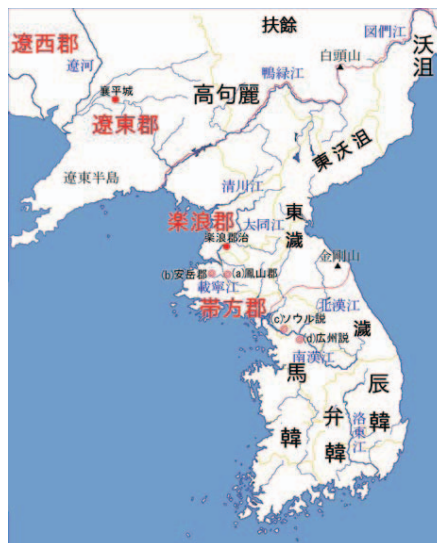 扶餘
沃沮
図們江
遼西郡
白頭山
遼河
鴨緑江
襄平城
高句麗
遼東郡
東沃沮
遼東半島
清川江
楽浪郡
大同江
東濊
楽浪郡治
金剛山
(b)安岳郡
(a)鳳山郡
載寧江
帯方郡
北漢江
c)ソウル説
濊
(d)広州説
南漢江
馬韓
辰韓
弁韓
洛東江